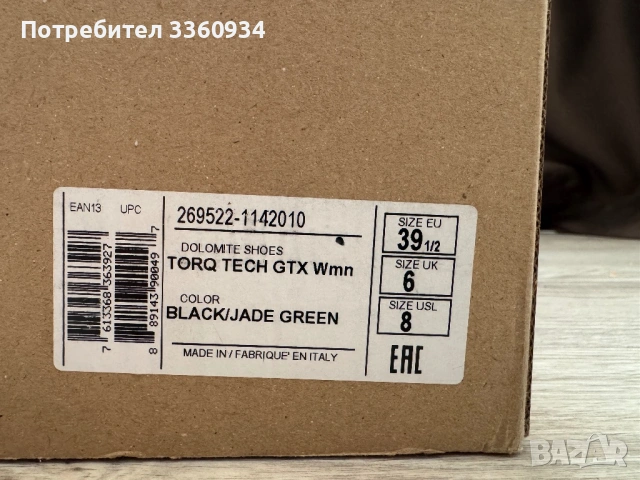 Потребител 3360934
EAN13 UPC
7 613368 363927
8 89143 90049 7
269522-1142010
DOLOMITE SHOES
TORQ TECH GTX Wmn
COLOR
BLACK/JADE GREEN
MADE IN / FABRIQUE' EN ITALY
SIZE EU
39 1/2
SIZE UK
6
SIZE USL
8
EAC
BAZAR